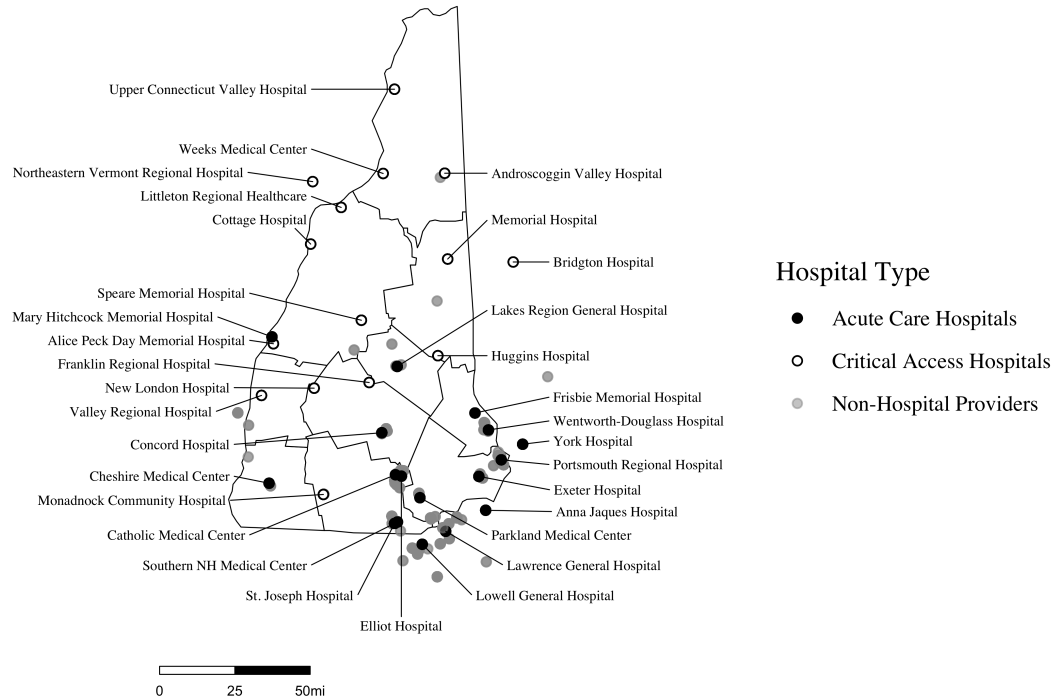 Upper Connecticut Valley Hospital
Weeks Medical Center
Northeastern Vermont Regional Hospital
Androscoggin Valley Hospital
Littleton Regional Healthcare
Cottage Hospital
Memorial Hospital
Bridgton Hospital
Hospital Type
Speare Memorial Hospital
Lakes Region General Hospital
Mary Hitchcock Memorial Hospital
Acute Care Hospitals
Alice Peck Day Memorial Hospital
Huggins Hospital
Critical Access Hospitals
Franklin Regional Hospital
New London Hospital
Frisbie Memorial Hospital
Non-Hospital Providers
Valley Regional Hospital
Wentworth-Douglass Hospital
Concord Hospital
York Hospital
Portsmouth Regional Hospital
Cheshire Medical Center
Exeter Hospital
Monadnock Community Hospital
Anna Jaques Hospital
Catholic Medical Center
Parkland Medical Center
Southern NH Medical Center
Lawrence General Hospital
St. Joseph Hospital
Lowell General Hospital
Elliot Hospital
0 25 50mi